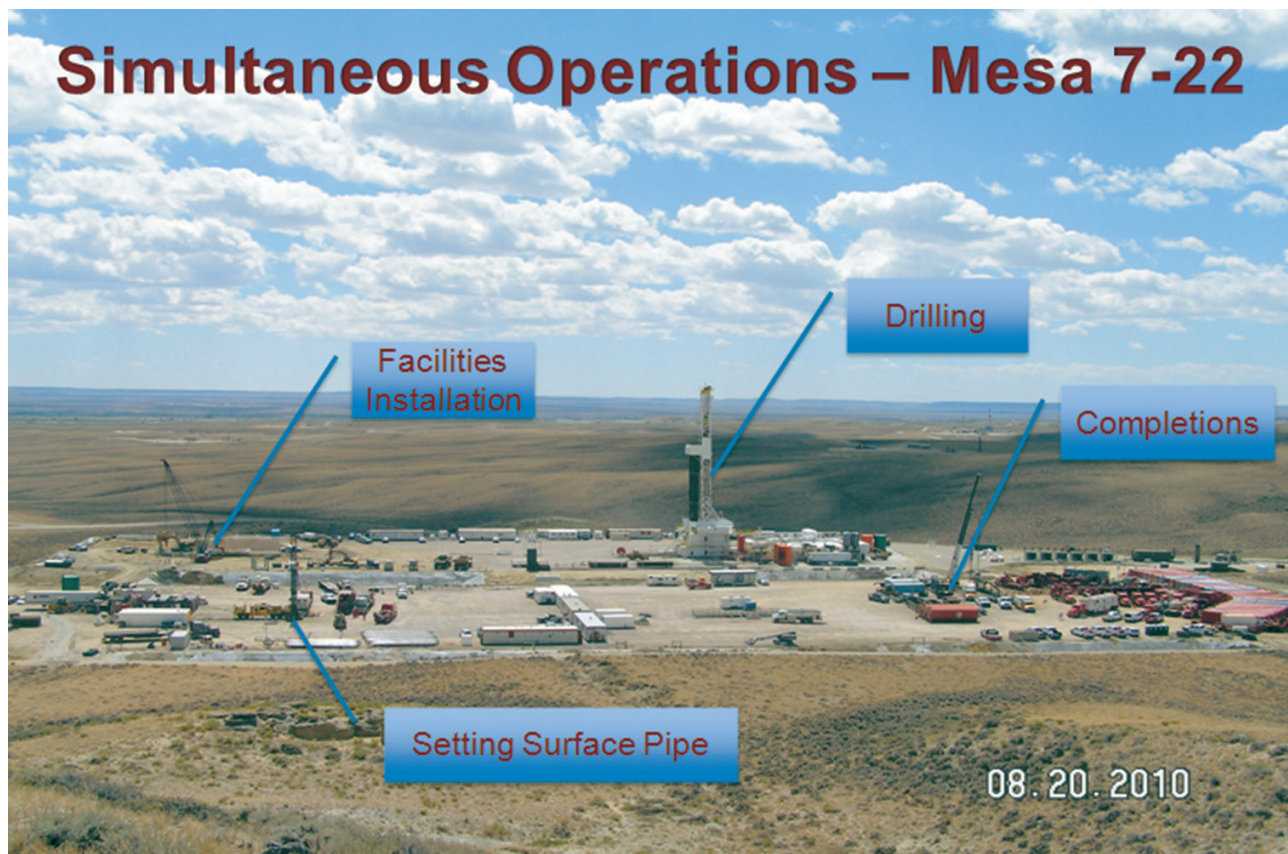 Simultaneous Operations – Mesa 7-22
Drilling
Facilities
Installation
Completions
Setting Surface Pipe
08.20.2010